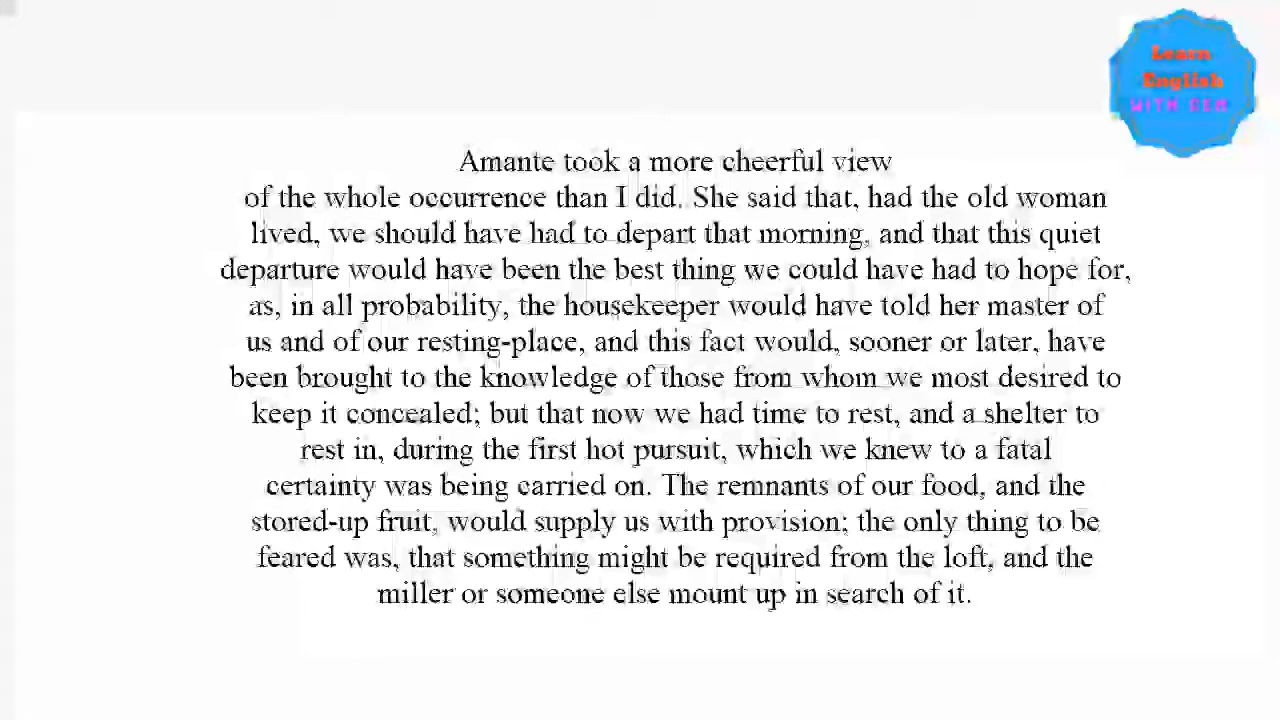 Learn
English
WITH GEM
Amante took a more cheerful view
of the whole occurrence than I did. She said that, had the old woman
lived, we should have had to depart that morning, and that this quiet
departure would have been the best thing we could have had to hope for,
as, in all probability, the housekeeper would have told her master of
us and of our resting-place, and this fact would, sooner or later, have
been brought to the knowledge of those from whom we most desired to
keep it concealed; but that now we had time to rest, and a shelter to
rest in, during the first hot pursuit, which we knew to a fatal
certainty was being carried on. The remnants of our food, and the
stored-up fruit, would supply us with provision; the only thing to be
feared was, that something might be required from the loft, and the
miller or someone else mount up in search of it.